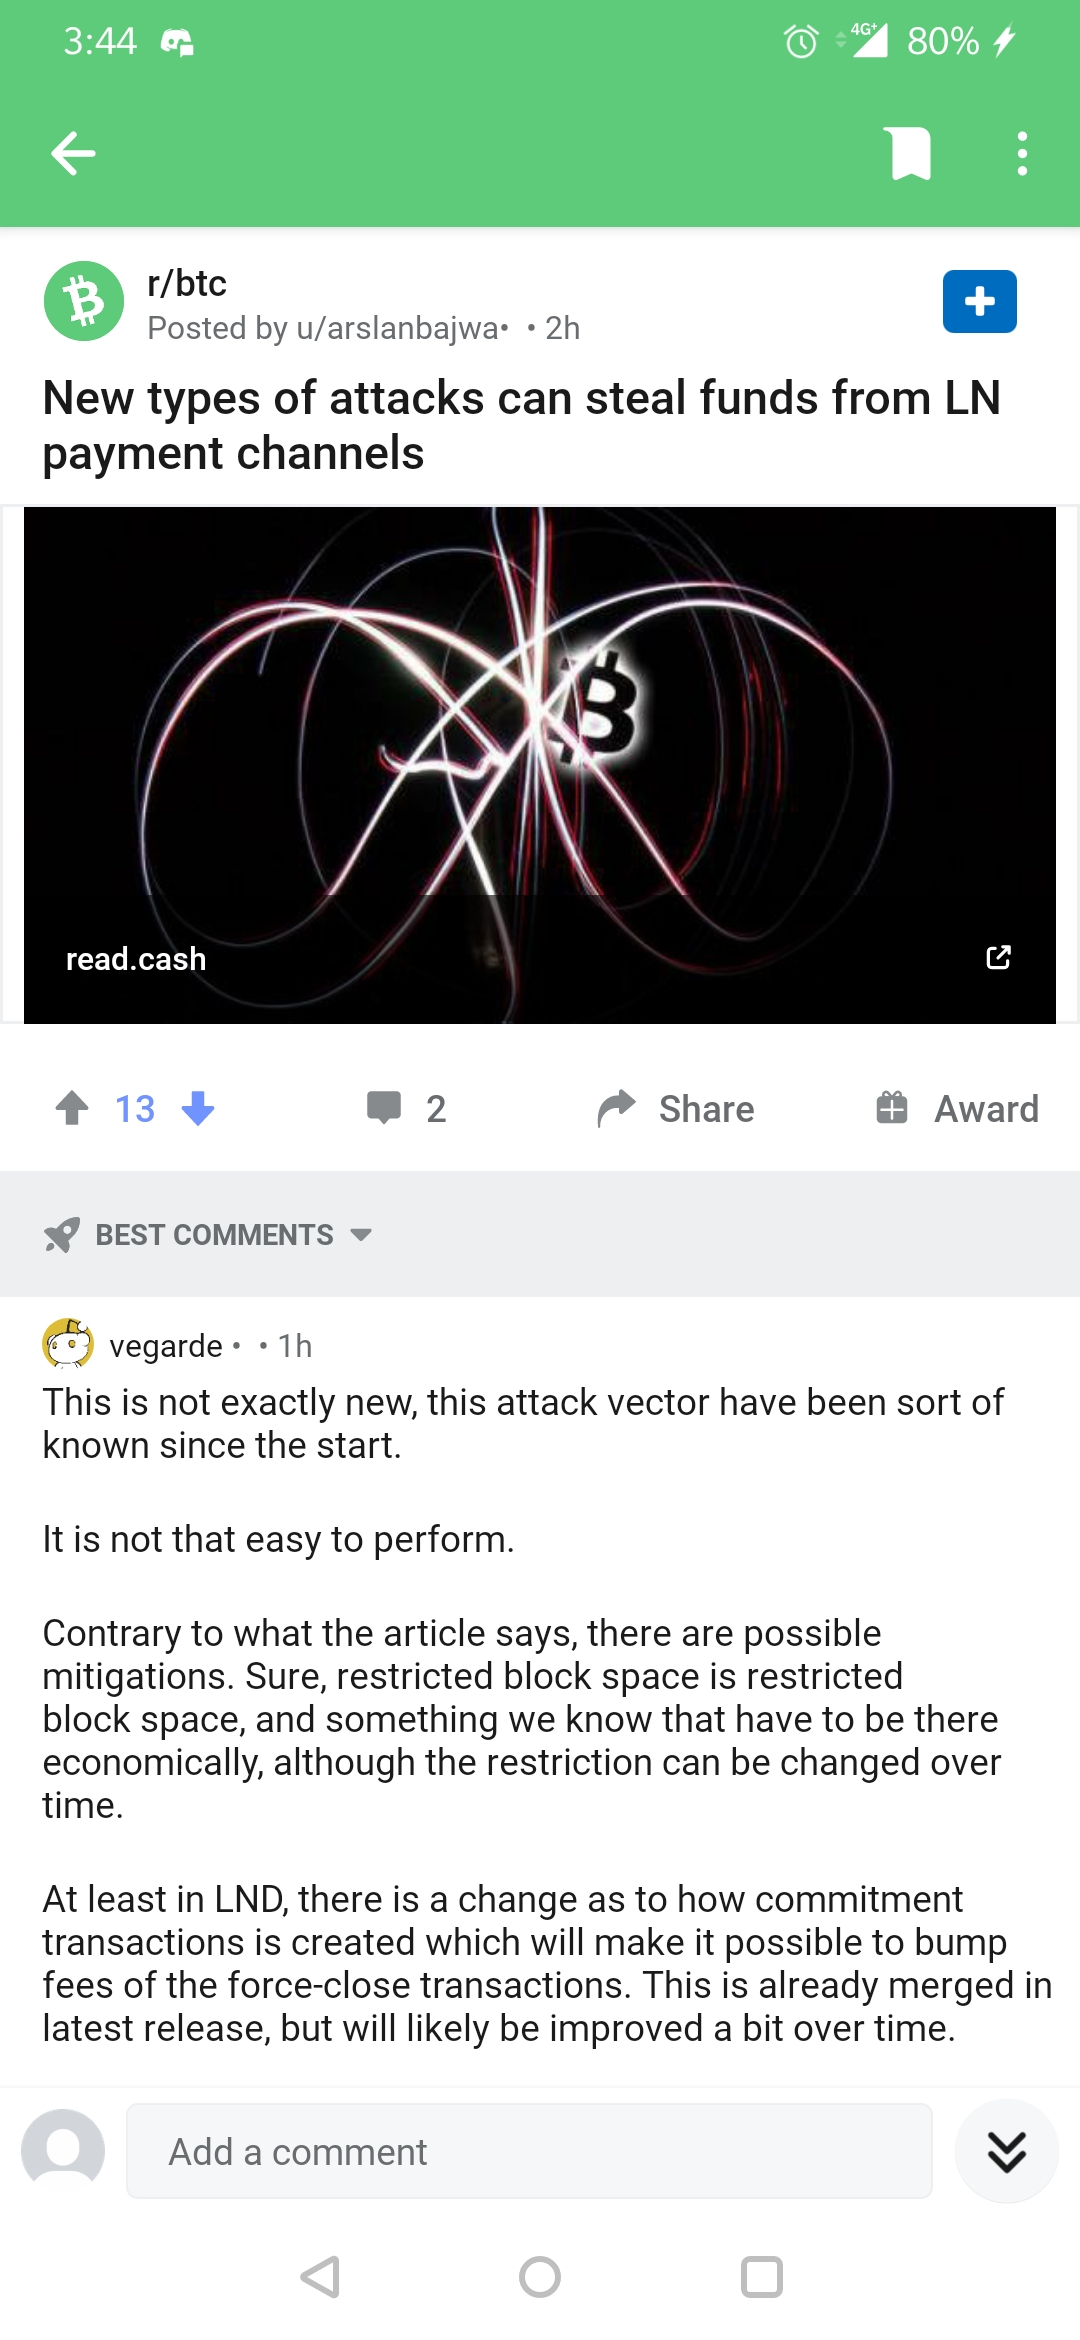 3:44
4G+ 80%
r/btc
Posted by u/arslanbajwa• • 2h
New types of attacks can steal funds from LN
payment channels
read.cash
13
2
Share
Award
BEST COMMENTS
vegarde • • 1h
This is not exactly new, this attack vector have been sort of
known since the start.
It is not that easy to perform.
Contrary to what the article says, there are possible
mitigations. Sure, restricted block space is restricted
block space, and something we know that have to be there
economically, although the restriction can be changed over
time.
At least in LND, there is a change as to how commitment
transactions is created which will make it possible to bump
fees of the force-close transactions. This is already merged in
latest release, but will likely be improved a bit over time.
Add a comment